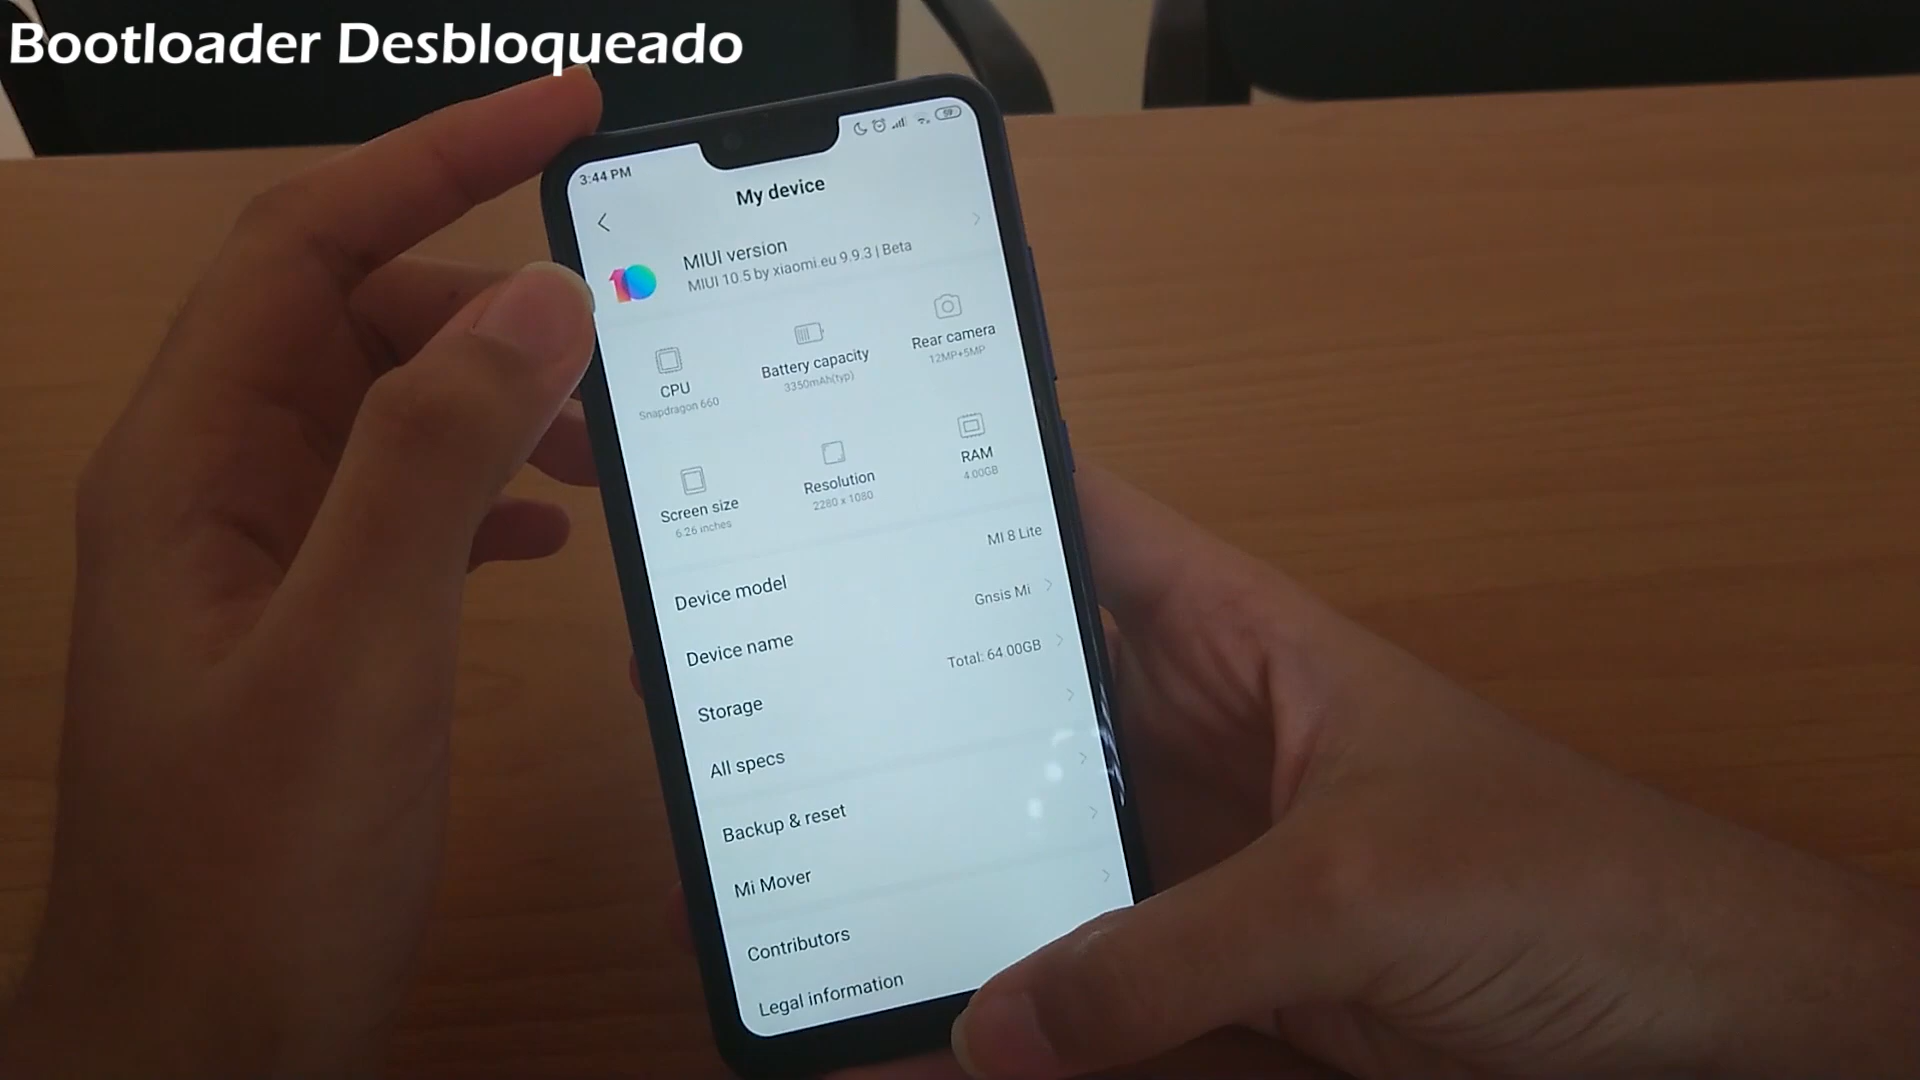 Bootloader Desbloqueado
3:44 PM
59
My device
10
MIUI version
MIUI 10.5 by xiaomi.eu 9.9.3 | Beta
CPU
Snapdragon 660
Battery capacity
3350mAh(typ)
Rear camera
12MP+5MP
Screen size
6.26 inches
Resolution
2280 x 1080
RAM
4.00GB
Device model
MI 8 Lite
Device name
Gnsis Mi
Storage
Total: 64.00GB
All specs
Backup & reset
Mi Mover
Contributors
Legal information